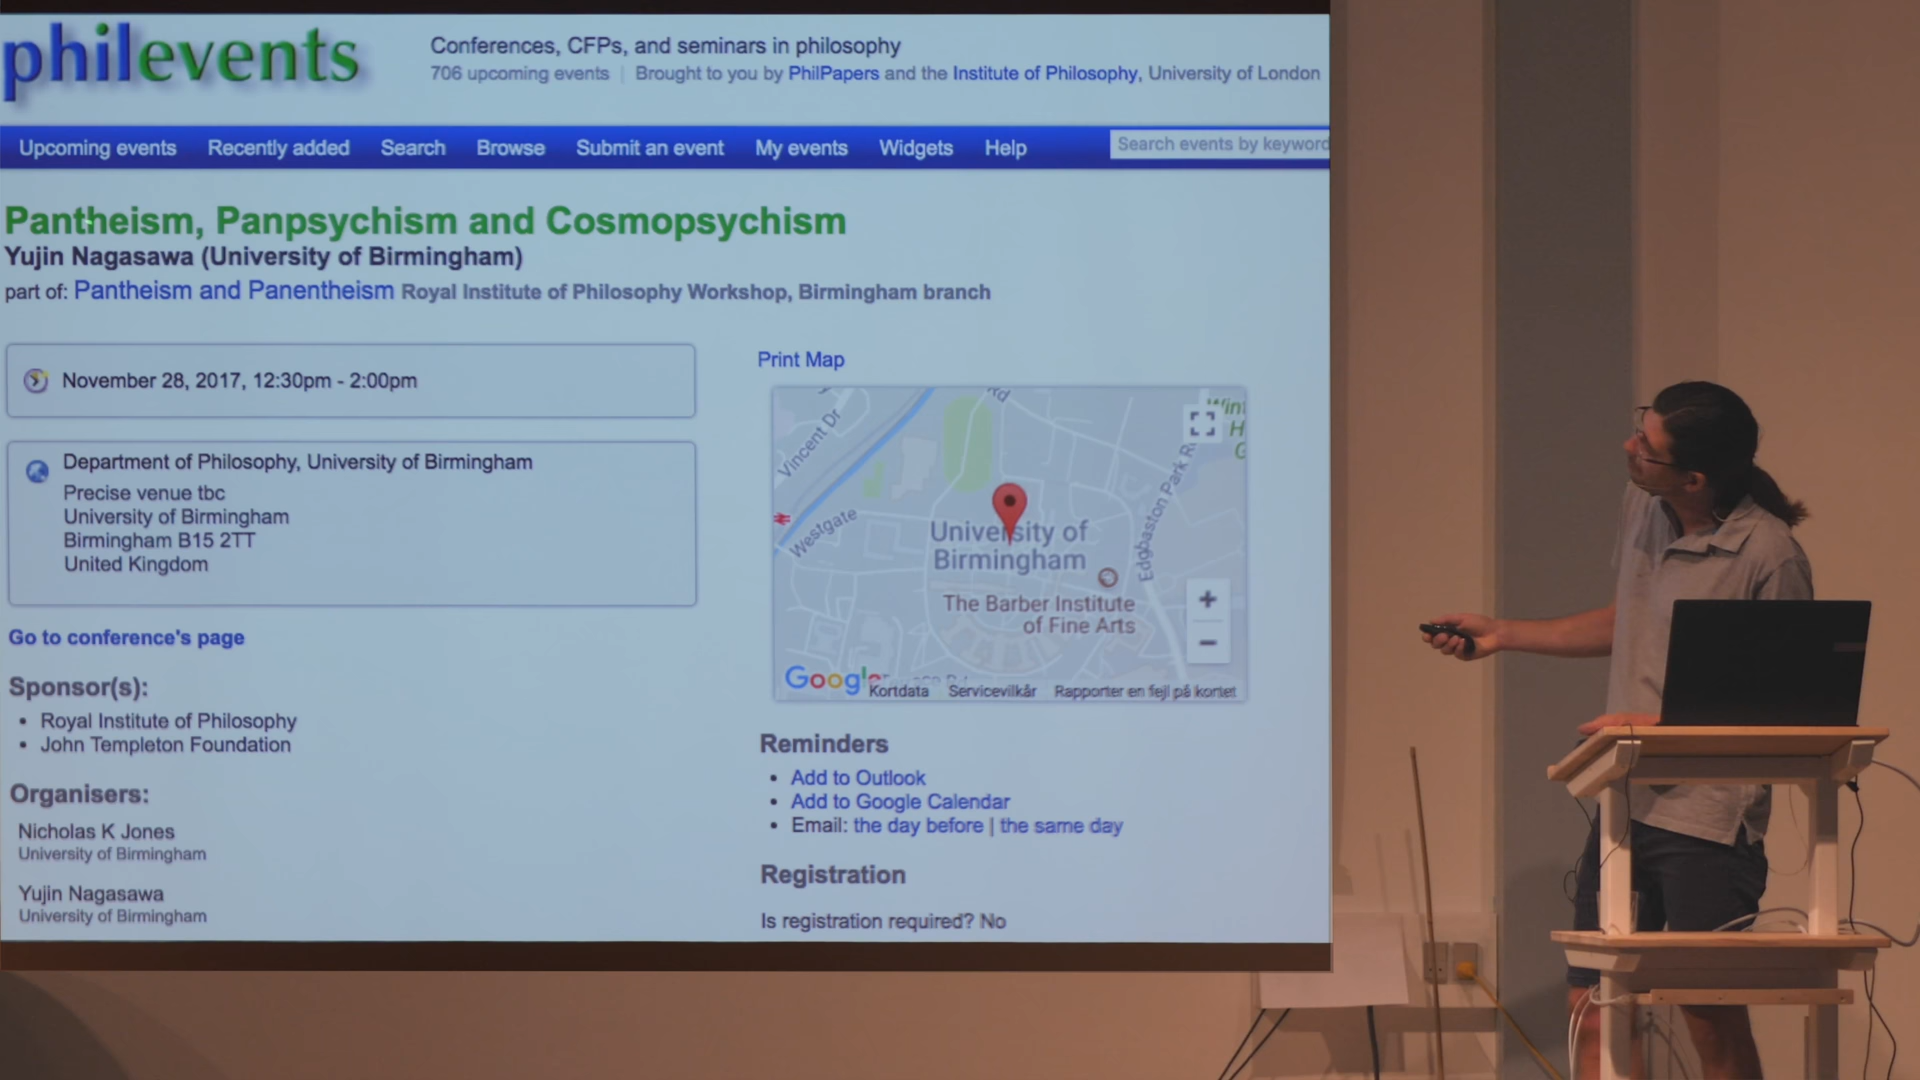 philevents
Conferences, CFPs, and seminars in philosophy
706 upcoming events | Brought to you by PhilPapers and the Institute of Philosophy, University of London
Upcoming events Recently added Search Browse Submit an event My events Widgets Help Search events by keyword
Pantheism, Panpsychism and Cosmopsychism
Yujin Nagasawa (University of Birmingham)
part of: Pantheism and Panentheism Royal Institute of Philosophy Workshop, Birmingham branch
November 28, 2017, 12:30pm - 2:00pm
Department of Philosophy, University of Birmingham
Precise venue tbc
University of Birmingham
Birmingham B15 2TT
United Kingdom
Go to conference's page
Sponsor(s):
• Royal Institute of Philosophy
• John Templeton Foundation
Organisers:
Nicholas K Jones
University of Birmingham
Yujin Nagasawa
University of Birmingham
Print Map
Rd
Vincent Dr
Westgate
Edgbaston Park R
University of
Birmingham
The Barber Institute
of Fine Arts
+
−
Google
Kortdata Servicevilkår Rapporter en fejl på kortet
Reminders
• Add to Outlook
• Add to Google Calendar
• Email: the day before | the same day
Registration
Is registration required? No